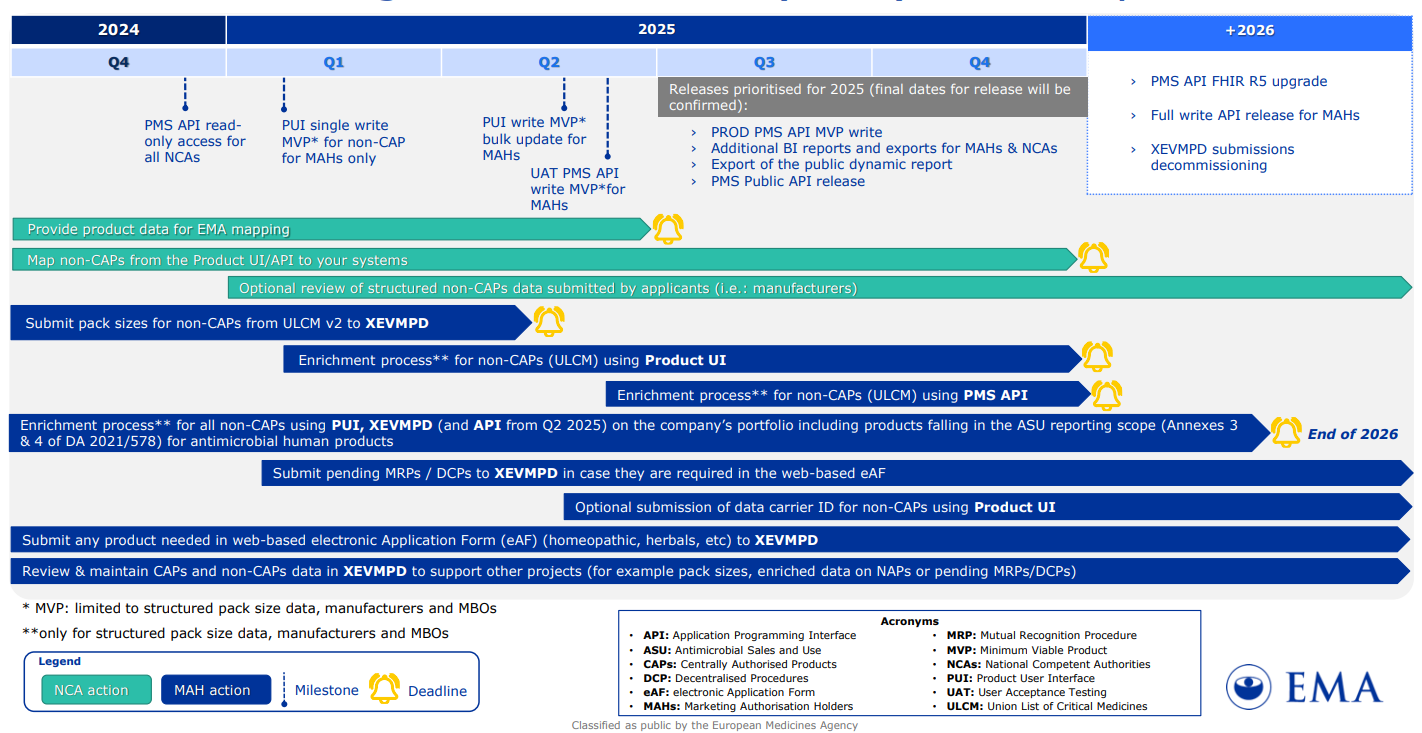 2024
2025
+2026
Q4
Q1
Q2
Q3
Q4
PMS API read-
only access for
all NCAs
PUI single write
MVP* for non-CAP
for MAHs only
PUI write MVP*
bulk update for
MAHs
UAT PMS API
write MVP*for
MAHs
Releases prioritised for 2025 (final dates for release will be
confirmed):
› PROD PMS API MVP write
› Additional BI reports and exports for MAHs & NCAs
› Export of the public dynamic report
› PMS Public API release
› PMS API FHIR R5 upgrade
› Full write API release for MAHs
› XEVMPD submissions
decommissioning
Provide product data for EMA mapping
Map non-CAPs from the Product UI/API to your systems
Optional review of structured non-CAPs data submitted by applicants (i.e.: manufacturers)
Submit pack sizes for non-CAPs from ULCM v2 to XEVMPD
Enrichment process** for non-CAPs (ULCM) using Product UI
Enrichment process** for non-CAPs (ULCM) using PMS API
Enrichment process** for all non-CAPs using PUI, XEVMPD (and API from Q2 2025) on the company's portfolio including products falling in the ASU reporting scope (Annexes 3
& 4 of DA 2021/578) for antimicrobial human products
End of 2026
Submit pending MRPs / DCPs to XEVMPD in case they are required in the web-based eAF
Optional submission of data carrier ID for non-CAPs using Product UI
Submit any product needed in web-based electronic Application Form (eAF) (homeopathic, herbals, etc) to XEVMPD
Review & maintain CAPs and non-CAPs data in XEVMPD to support other projects (for example pack sizes, enriched data on NAPs or pending MRPs/DCPs)
* MVP: limited to structured pack size data, manufacturers and MBOs
**only for structured pack size data, manufacturers and MBOs
Legend
NCA action
MAH action
Milestone
Deadline
Acronyms
• API: Application Programming Interface
• ASU: Antimicrobial Sales and Use
• CAPs: Centrally Authorised Products
• DCP: Decentralised Procedures
• eAF: electronic Application Form
• MAHs: Marketing Authorisation Holders
• MRP: Mutual Recognition Procedure
• MVP: Minimum Viable Product
• NCAs: National Competent Authorities
• PUI: Product User Interface
• UAT: User Acceptance Testing
• ULCM: Union List of Critical Medicines
EMA
Classified as public by the European Medicines Agency